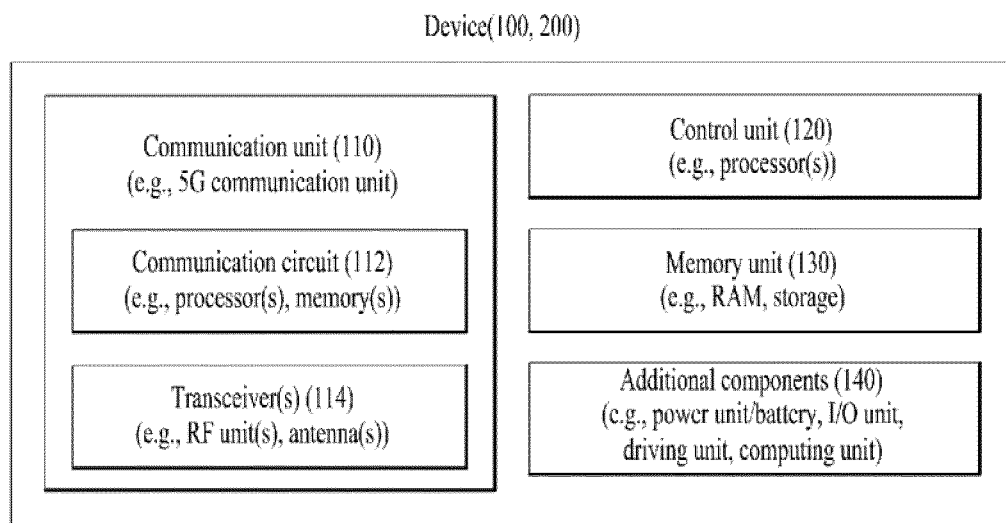 Device(100, 200)
Communication unit (110)
(e.g., 5G communication unit)
Communication circuit (112)
(e.g., processor(s), memory(s))
Transceiver(s) (114)
(e.g., RF unit(s), antenna(s))
Control unit (120)
(e.g., processor(s))
Memory unit (130)
(e.g., RAM, storage)
Additional components (140)
(e.g., power unit/battery, I/O unit,
driving unit, computing unit)